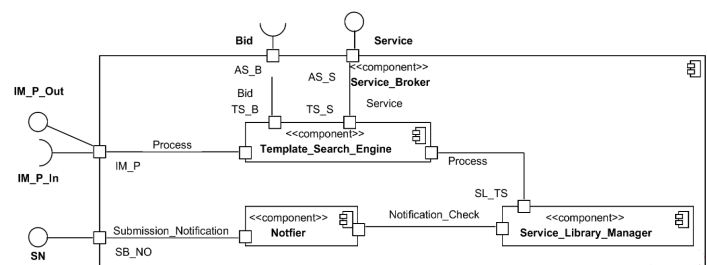 Bid
Service
AS_B
AS_S
<<component>>
Service_Broker
IM_P_Out
Bid
Service
TS_B
TS_S
<<component>>
Template_Search_Engine
Process
IM_P
Process
IM_P_In
SL_TS
Submission_Notification
<<component>>
Notfier
Notification_Check
<<component>>
Service_Library_Manager
SN
SB_NO